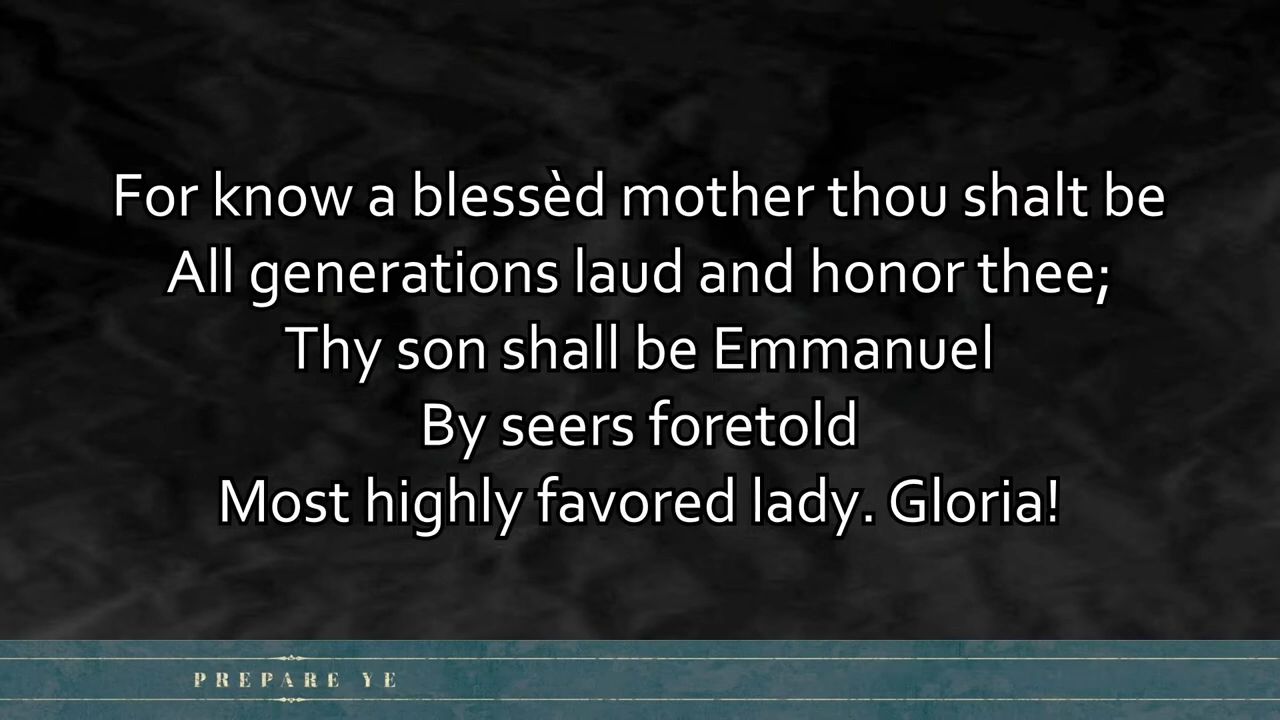 For know a blessèd mother thou shalt be
All generations laud and honor thee;
Thy son shall be Emmanuel
By seers foretold
Most highly favored lady. Gloria!
PREPARE YE